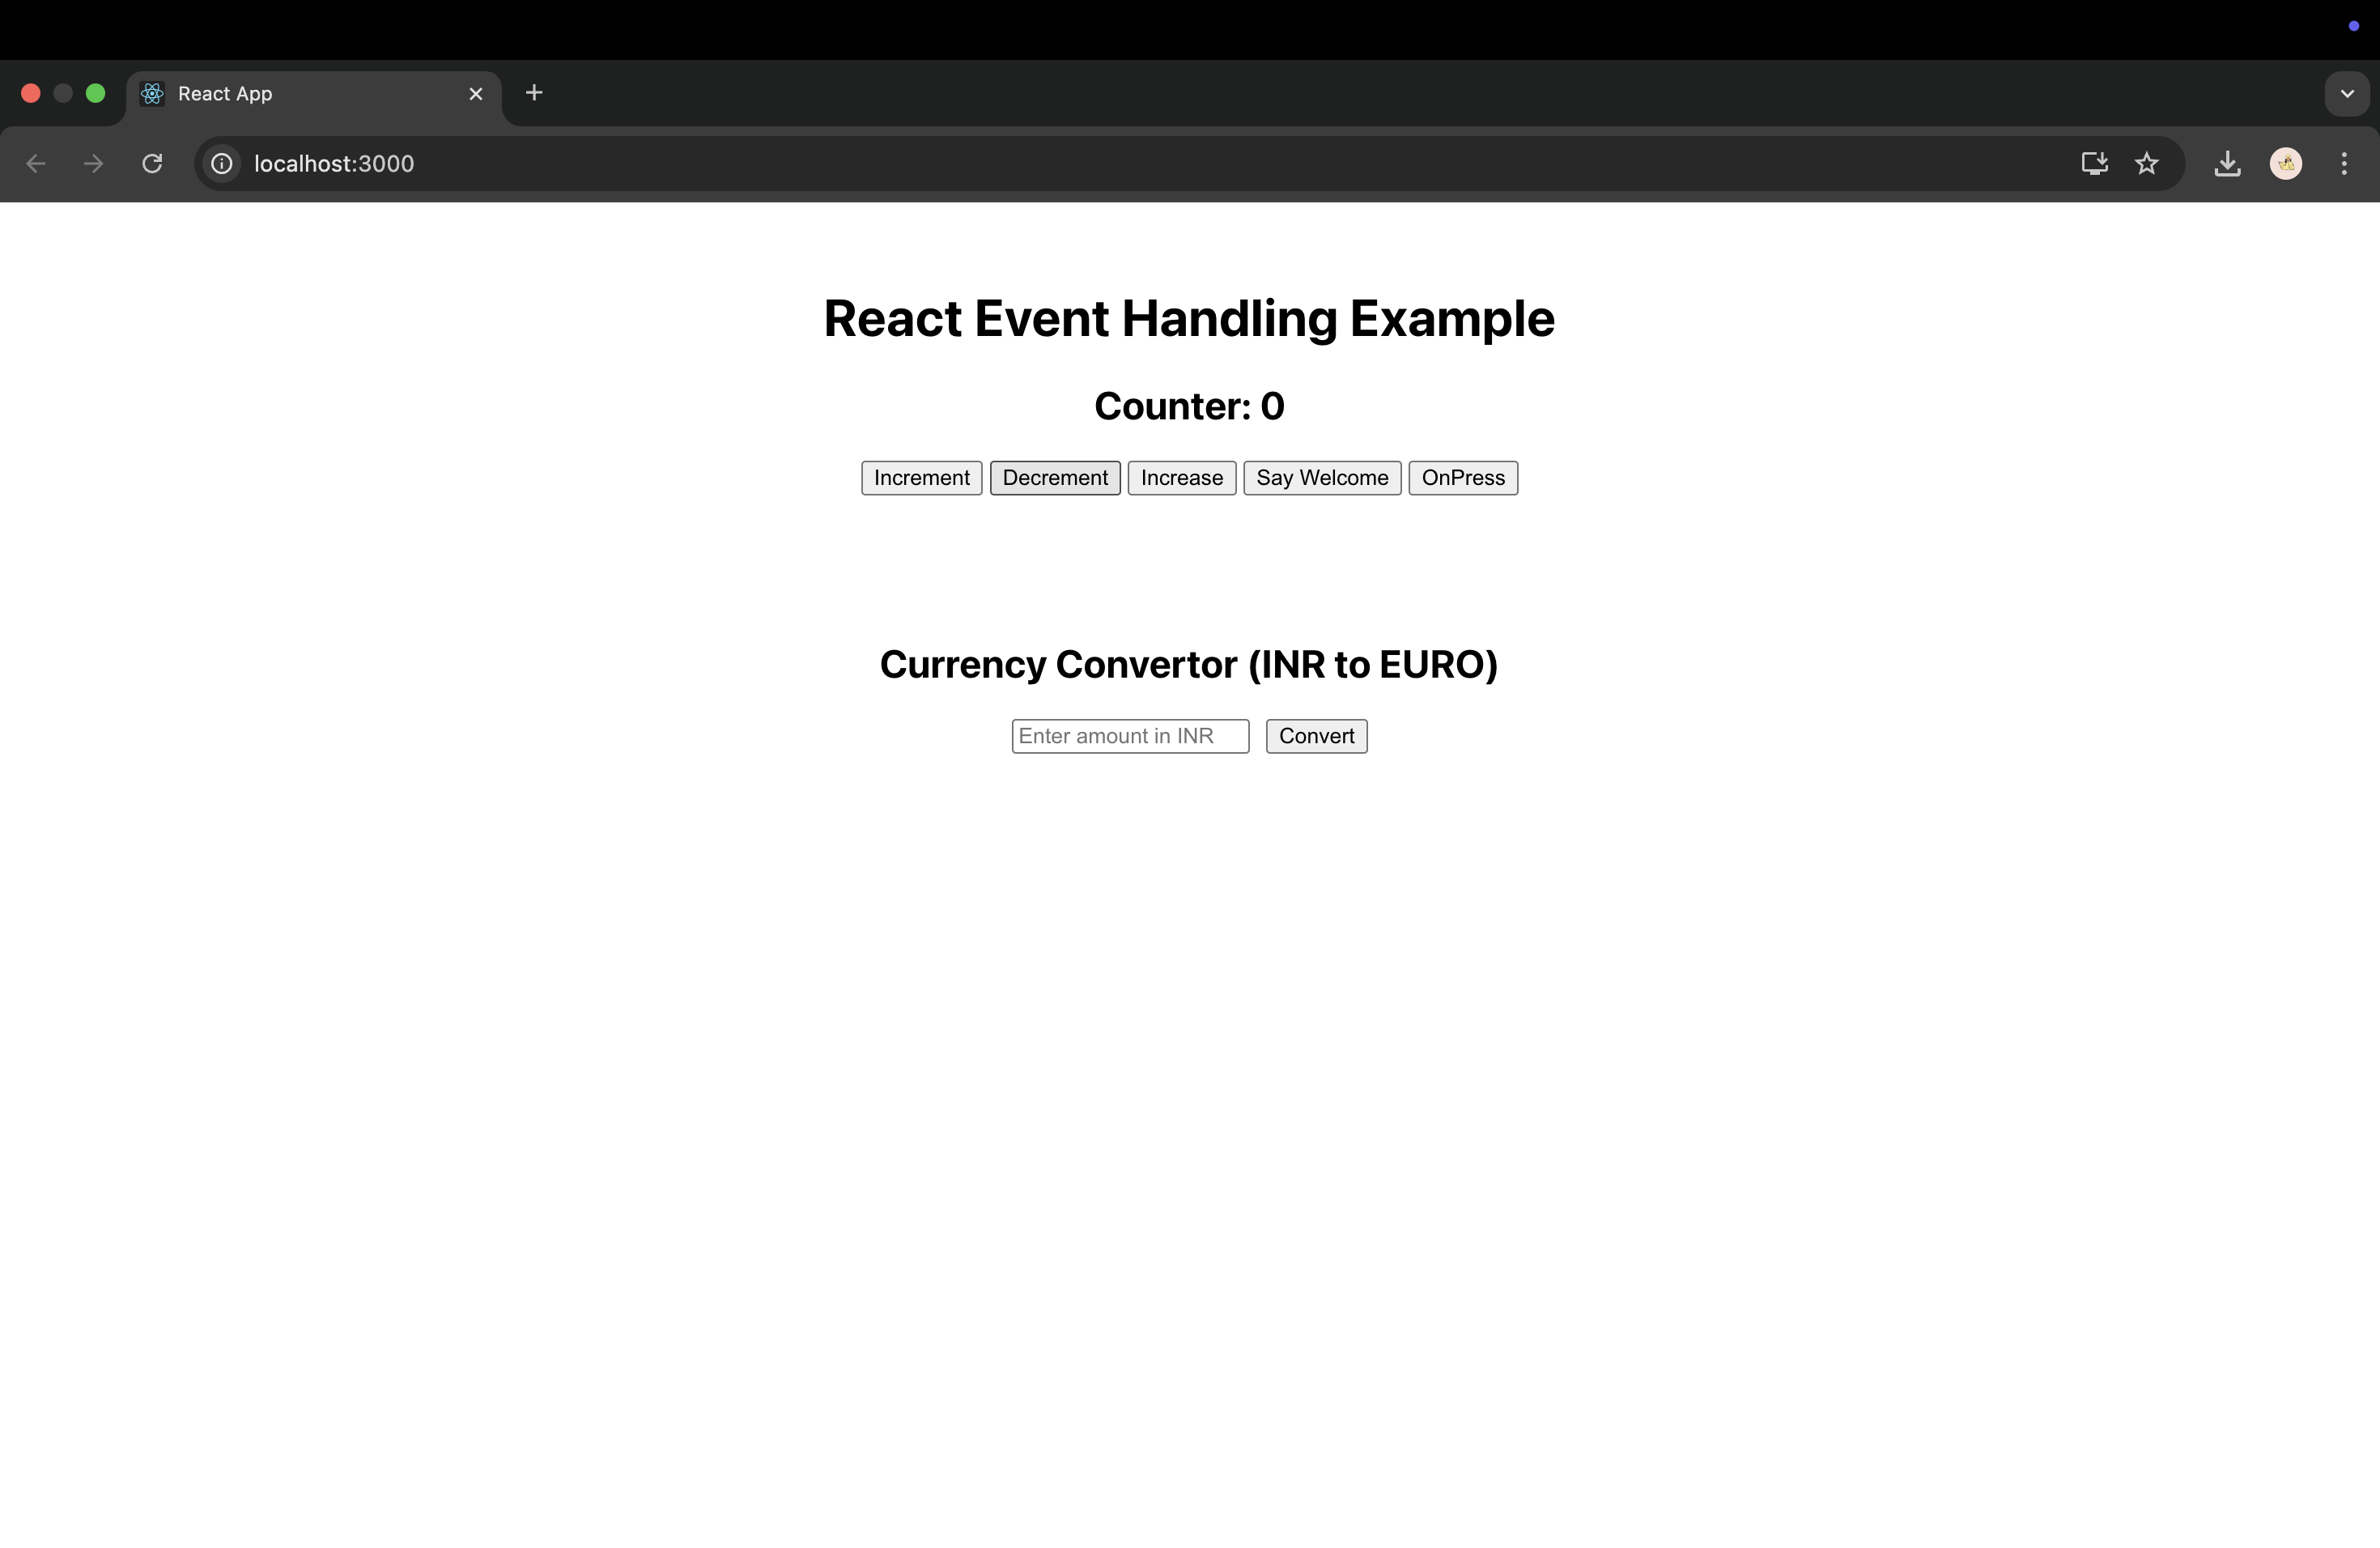 React App
localhost:3000
React Event Handling Example
Counter: 0
Increment Decrement Increase Say Welcome OnPress
Currency Convertor (INR to EURO)
Enter amount in INR Convert